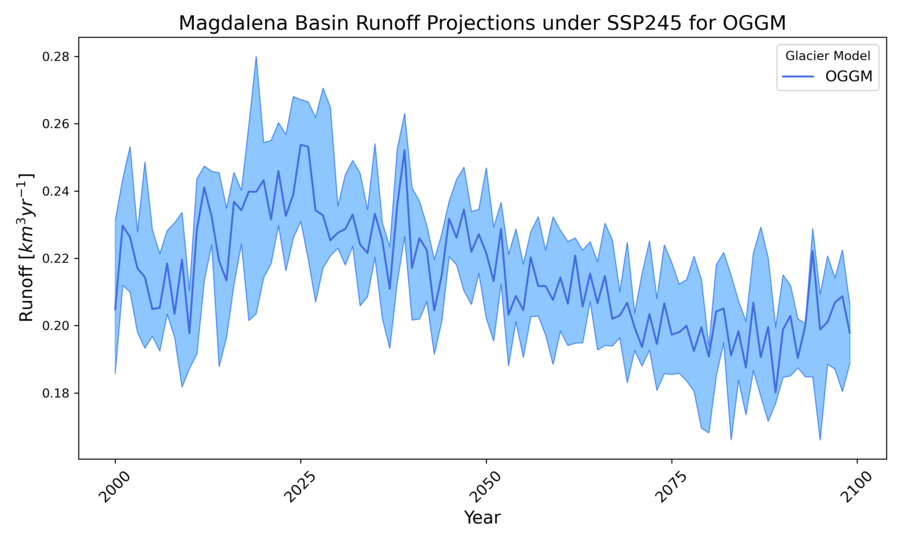 Magdalena Basin Runoff Projections under SSP245 for OGGM
Glacier Model
OGGM
Runoff [km³yr⁻¹]
0.28
0.26
0.24
0.22
0.20
0.18
2000
2025
2050
2075
2100
Year